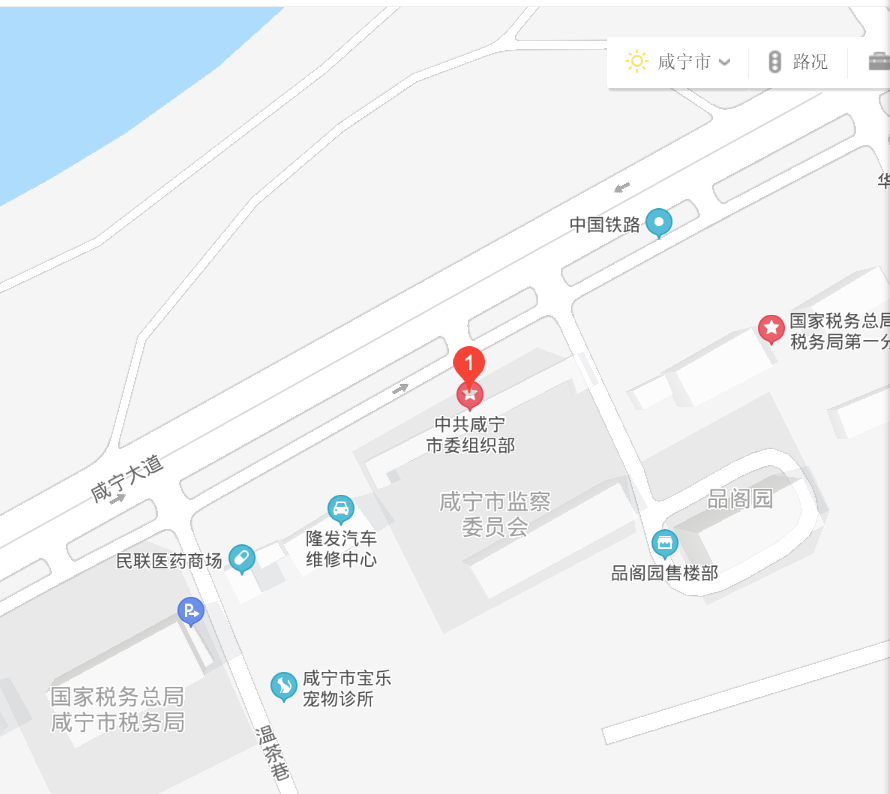 咸宁市
路况
华
中国铁路
国家税务总局
税务局第一分
1
中共咸宁
市委组织部
咸宁大道
咸宁市监察
委员会
品阁园
隆发汽车
维修中心
民联医药商场
品阁园售楼部
P
咸宁市宝乐
宠物诊所
国家税务总局
咸宁市税务局
温茶巷